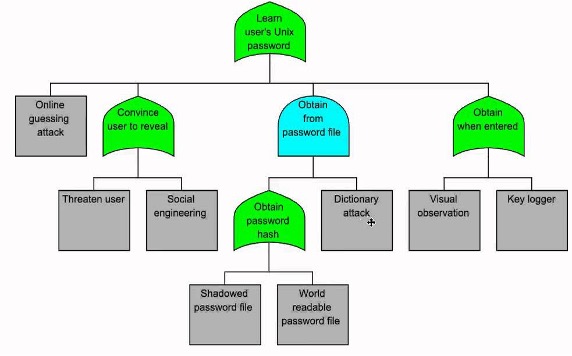 Learn
user's Unix
password
Online
guessing
attack
Convince
user to reveal
Obtain
from
password file
Obtain
when entered
Threaten user
Social
engineering
Obtain
password
hash
Dictionary
attack
Visual
observation
Key logger
Shadowed
password file
World
readable
password file